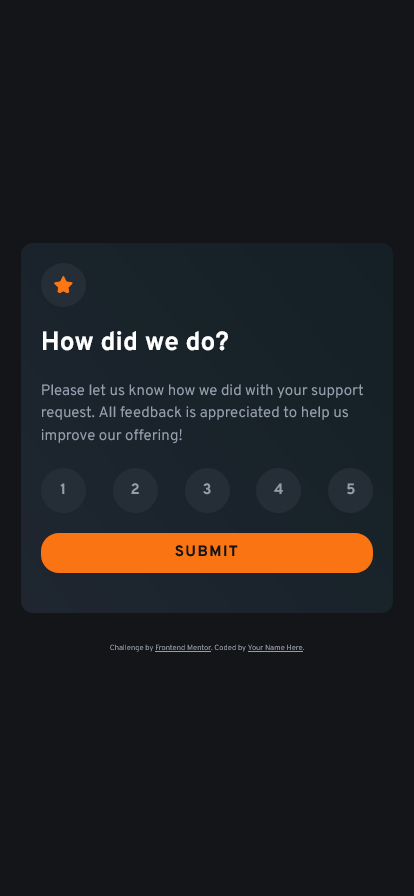 How did we do?
Please let us know how we did with your support
request. All feedback is appreciated to help us
improve our offering!
1 2 3 4 5
SUBMIT
Challenge by Frontend Mentor. Coded by Your Name Here.